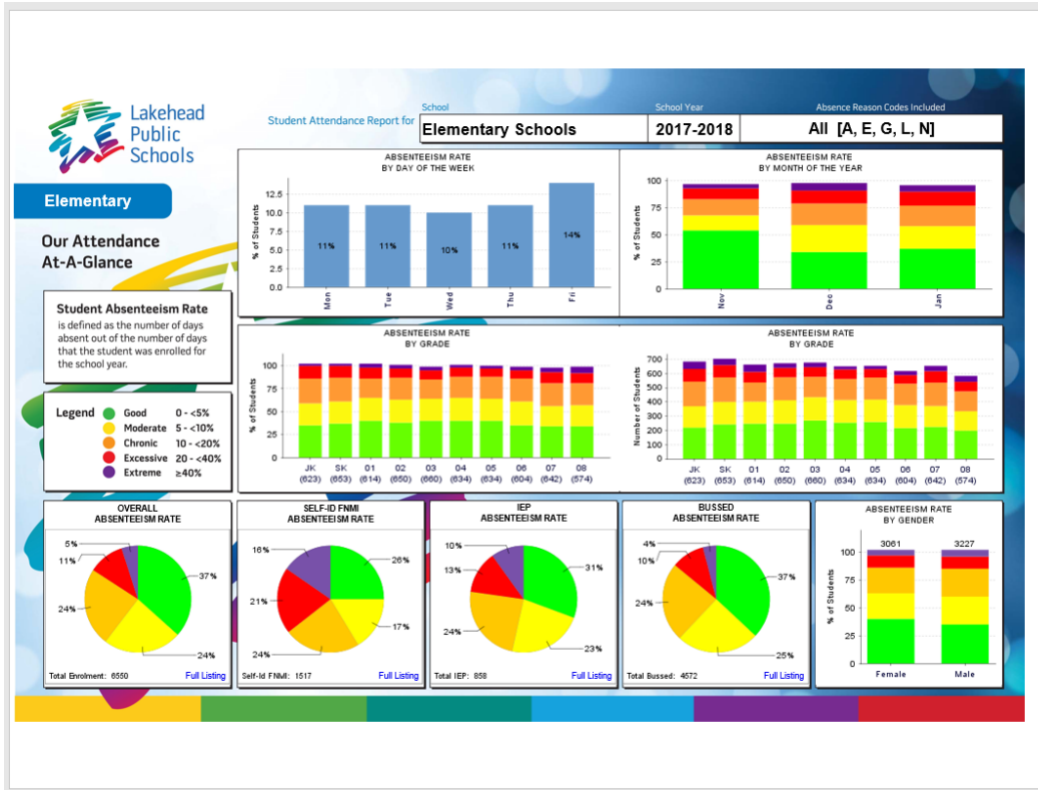 Lakehead
Public
Schools
Student Attendance Report for
School
Elementary Schools
School Year
2017-2018
Absence Reason Codes Included
All [A, E, G, L, N]
Elementary
Our Attendance
At-A-Glance
Student Absenteeism Rate
is defined as the number of days
absent out of the number of days
that the student was enrolled for
the school year.
Legend
Good 0 - <5%
Moderate 5 - <10%
Chronic 10 - <20%
Excessive 20 - <40%
Extreme ≥40%
ABSENTEEISM RATE
BY DAY OF THE WEEK
% of Students
12.5
10.0
7.5
5.0
2.5
0.0
11% 11% 10% 11% 14%
Mon Tue Wed Thu Fri
ABSENTEEISM RATE
BY MONTH OF THE YEAR
% of Students
100
75
50
25
0
Nov Dec Jan
ABSENTEEISM RATE
BY GRADE
% of Students
100
75
50
25
0
JK SK 01 02 03 04 05 06 07 08
(623) (653) (614) (650) (660) (634) (634) (604) (642) (574)
ABSENTEEISM RATE
BY GRADE
Number of Students
700
600
500
400
300
200
100
0
JK SK 01 02 03 04 05 06 07 08
(623) (653) (614) (650) (660) (634) (634) (604) (642) (574)
OVERALL
ABSENTEEISM RATE
5%
11%
37%
24%
24%
Total Enrolment: 6550 Full Listing
SELF-ID FNMI
ABSENTEEISM RATE
16%
26%
21%
17%
24%
Self-Id FNMI: 1517 Full Listing
IEP
ABSENTEEISM RATE
10%
31%
13%
24%
23%
Total IEP: 858 Full Listing
BUSSED
ABSENTEEISM RATE
4%
10%
37%
24%
25%
Total Bussed: 4572 Full Listing
ABSENTEEISM RATE
BY GENDER
3061 3227
% of Students
100
75
50
25
0
Female Male